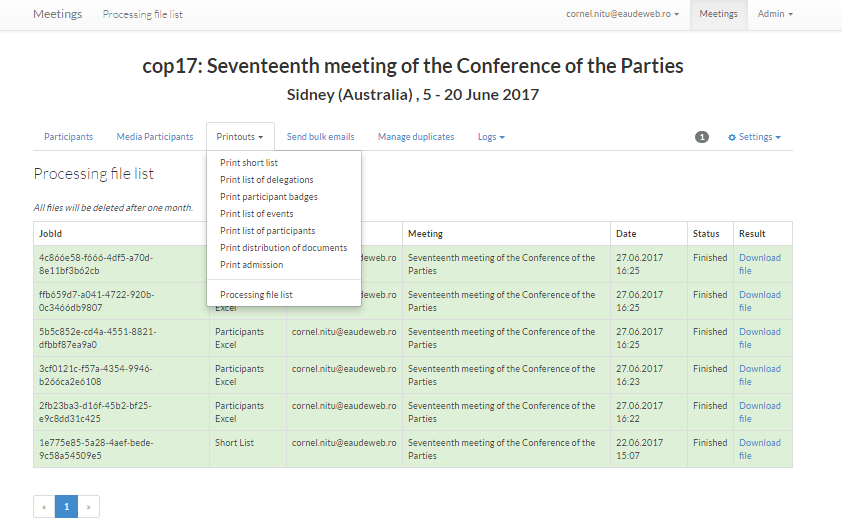 Meetings Processing file list cornel.nitu@eaudeweb.ro Meetings Admin
cop17: Seventeenth meeting of the Conference of the Parties
Sidney (Australia) , 5 - 20 June 2017
Participants Media Participants Printouts Send bulk emails Manage duplicates Logs 1 Settings
Print short list
Print list of delegations
Print participant badges
Print list of events
Print list of participants
Print distribution of documents
Print admission
Processing file list
Processing file list
All files will be deleted after one month.
JobId Meeting Date Status Result
4c866e58-f666-4df5-a70d- eaudeweb.ro Seventeenth meeting of the Conference of the 27.06.2017 Finished Download
8e11bf3b62cb Parties 16:25 file
ffb659d7-a041-4722-920b- eaudeweb.ro Seventeenth meeting of the Conference of the 27.06.2017 Finished Download
0c3466db9807 Excel Parties 16:25 file
5b5c852e-cd4a-4551-8821- Participants cornel.nitu@eaudeweb.ro Seventeenth meeting of the Conference of the 27.06.2017 Finished Download
dfbbf87ea9a0 Excel Parties 16:25 file
3cf0121c-f57a-4354-9946- Participants cornel.nitu@eaudeweb.ro Seventeenth meeting of the Conference of the 27.06.2017 Finished Download
b266ca2e6108 Excel Parties 16:23 file
2fb23ba3-d16f-45b2-bf25- Participants cornel.nitu@eaudeweb.ro Seventeenth meeting of the Conference of the 27.06.2017 Finished Download
e9c8dd31c425 Excel Parties 16:22 file
1e775e85-5a28-4aef-bede- Short List cornel.nitu@eaudeweb.ro Seventeenth meeting of the Conference of the 22.06.2017 Finished Download
9c58a54509e5 Parties 15:07 file
« 1 »